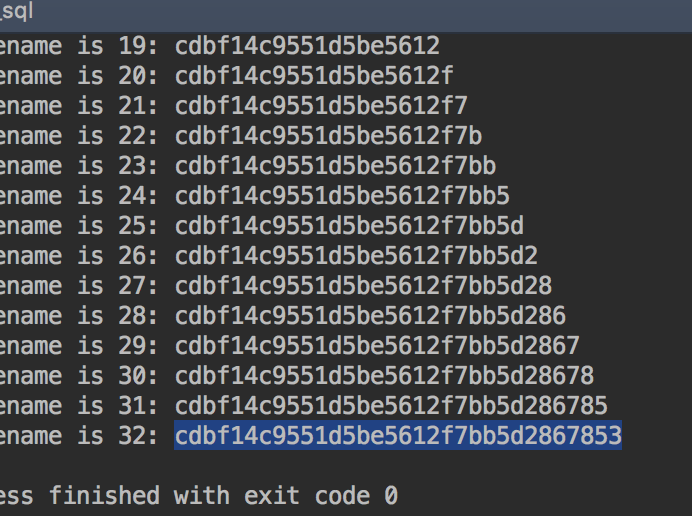 _sql
ename is 19: cdbf14c9551d5be5612
ename is 20: cdbf14c9551d5be5612f
ename is 21: cdbf14c9551d5be5612f7
ename is 22: cdbf14c9551d5be5612f7b
ename is 23: cdbf14c9551d5be5612f7bb
ename is 24: cdbf14c9551d5be5612f7bb5
ename is 25: cdbf14c9551d5be5612f7bb5d
ename is 26: cdbf14c9551d5be5612f7bb5d2
ename is 27: cdbf14c9551d5be5612f7bb5d28
ename is 28: cdbf14c9551d5be5612f7bb5d286
ename is 29: cdbf14c9551d5be5612f7bb5d2867
ename is 30: cdbf14c9551d5be5612f7bb5d28678
ename is 31: cdbf14c9551d5be5612f7bb5d286785
ename is 32: cdbf14c9551d5be5612f7bb5d2867853
ess finished with exit code 0